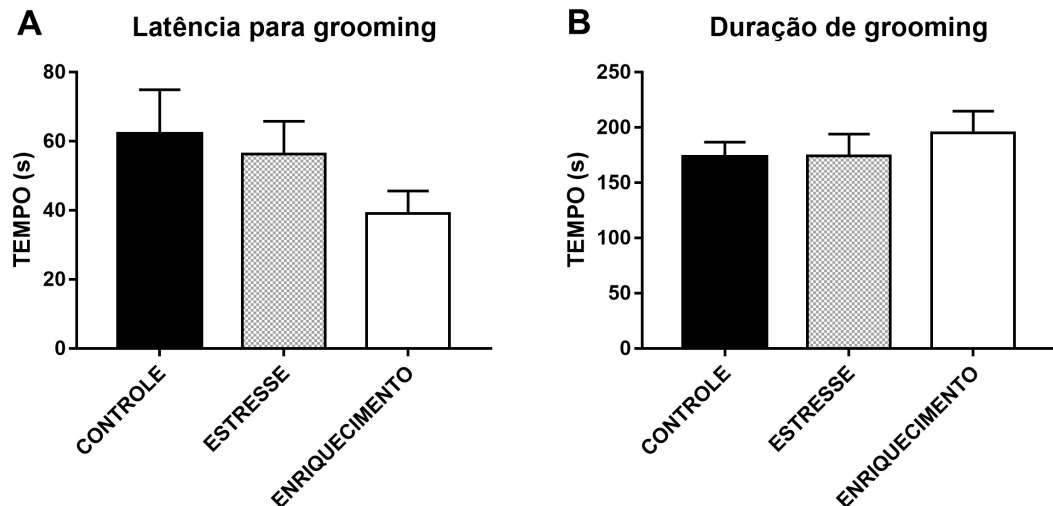 A
Latência para grooming
TEMPO (s)
80
60
40
20
0
CONTROLE
ESTRESSE
ENRIQUECIMENTO
B
Duração de grooming
TEMPO (s)
250
200
150
100
50
0
CONTROLE
ESTRESSE
ENRIQUECIMENTO